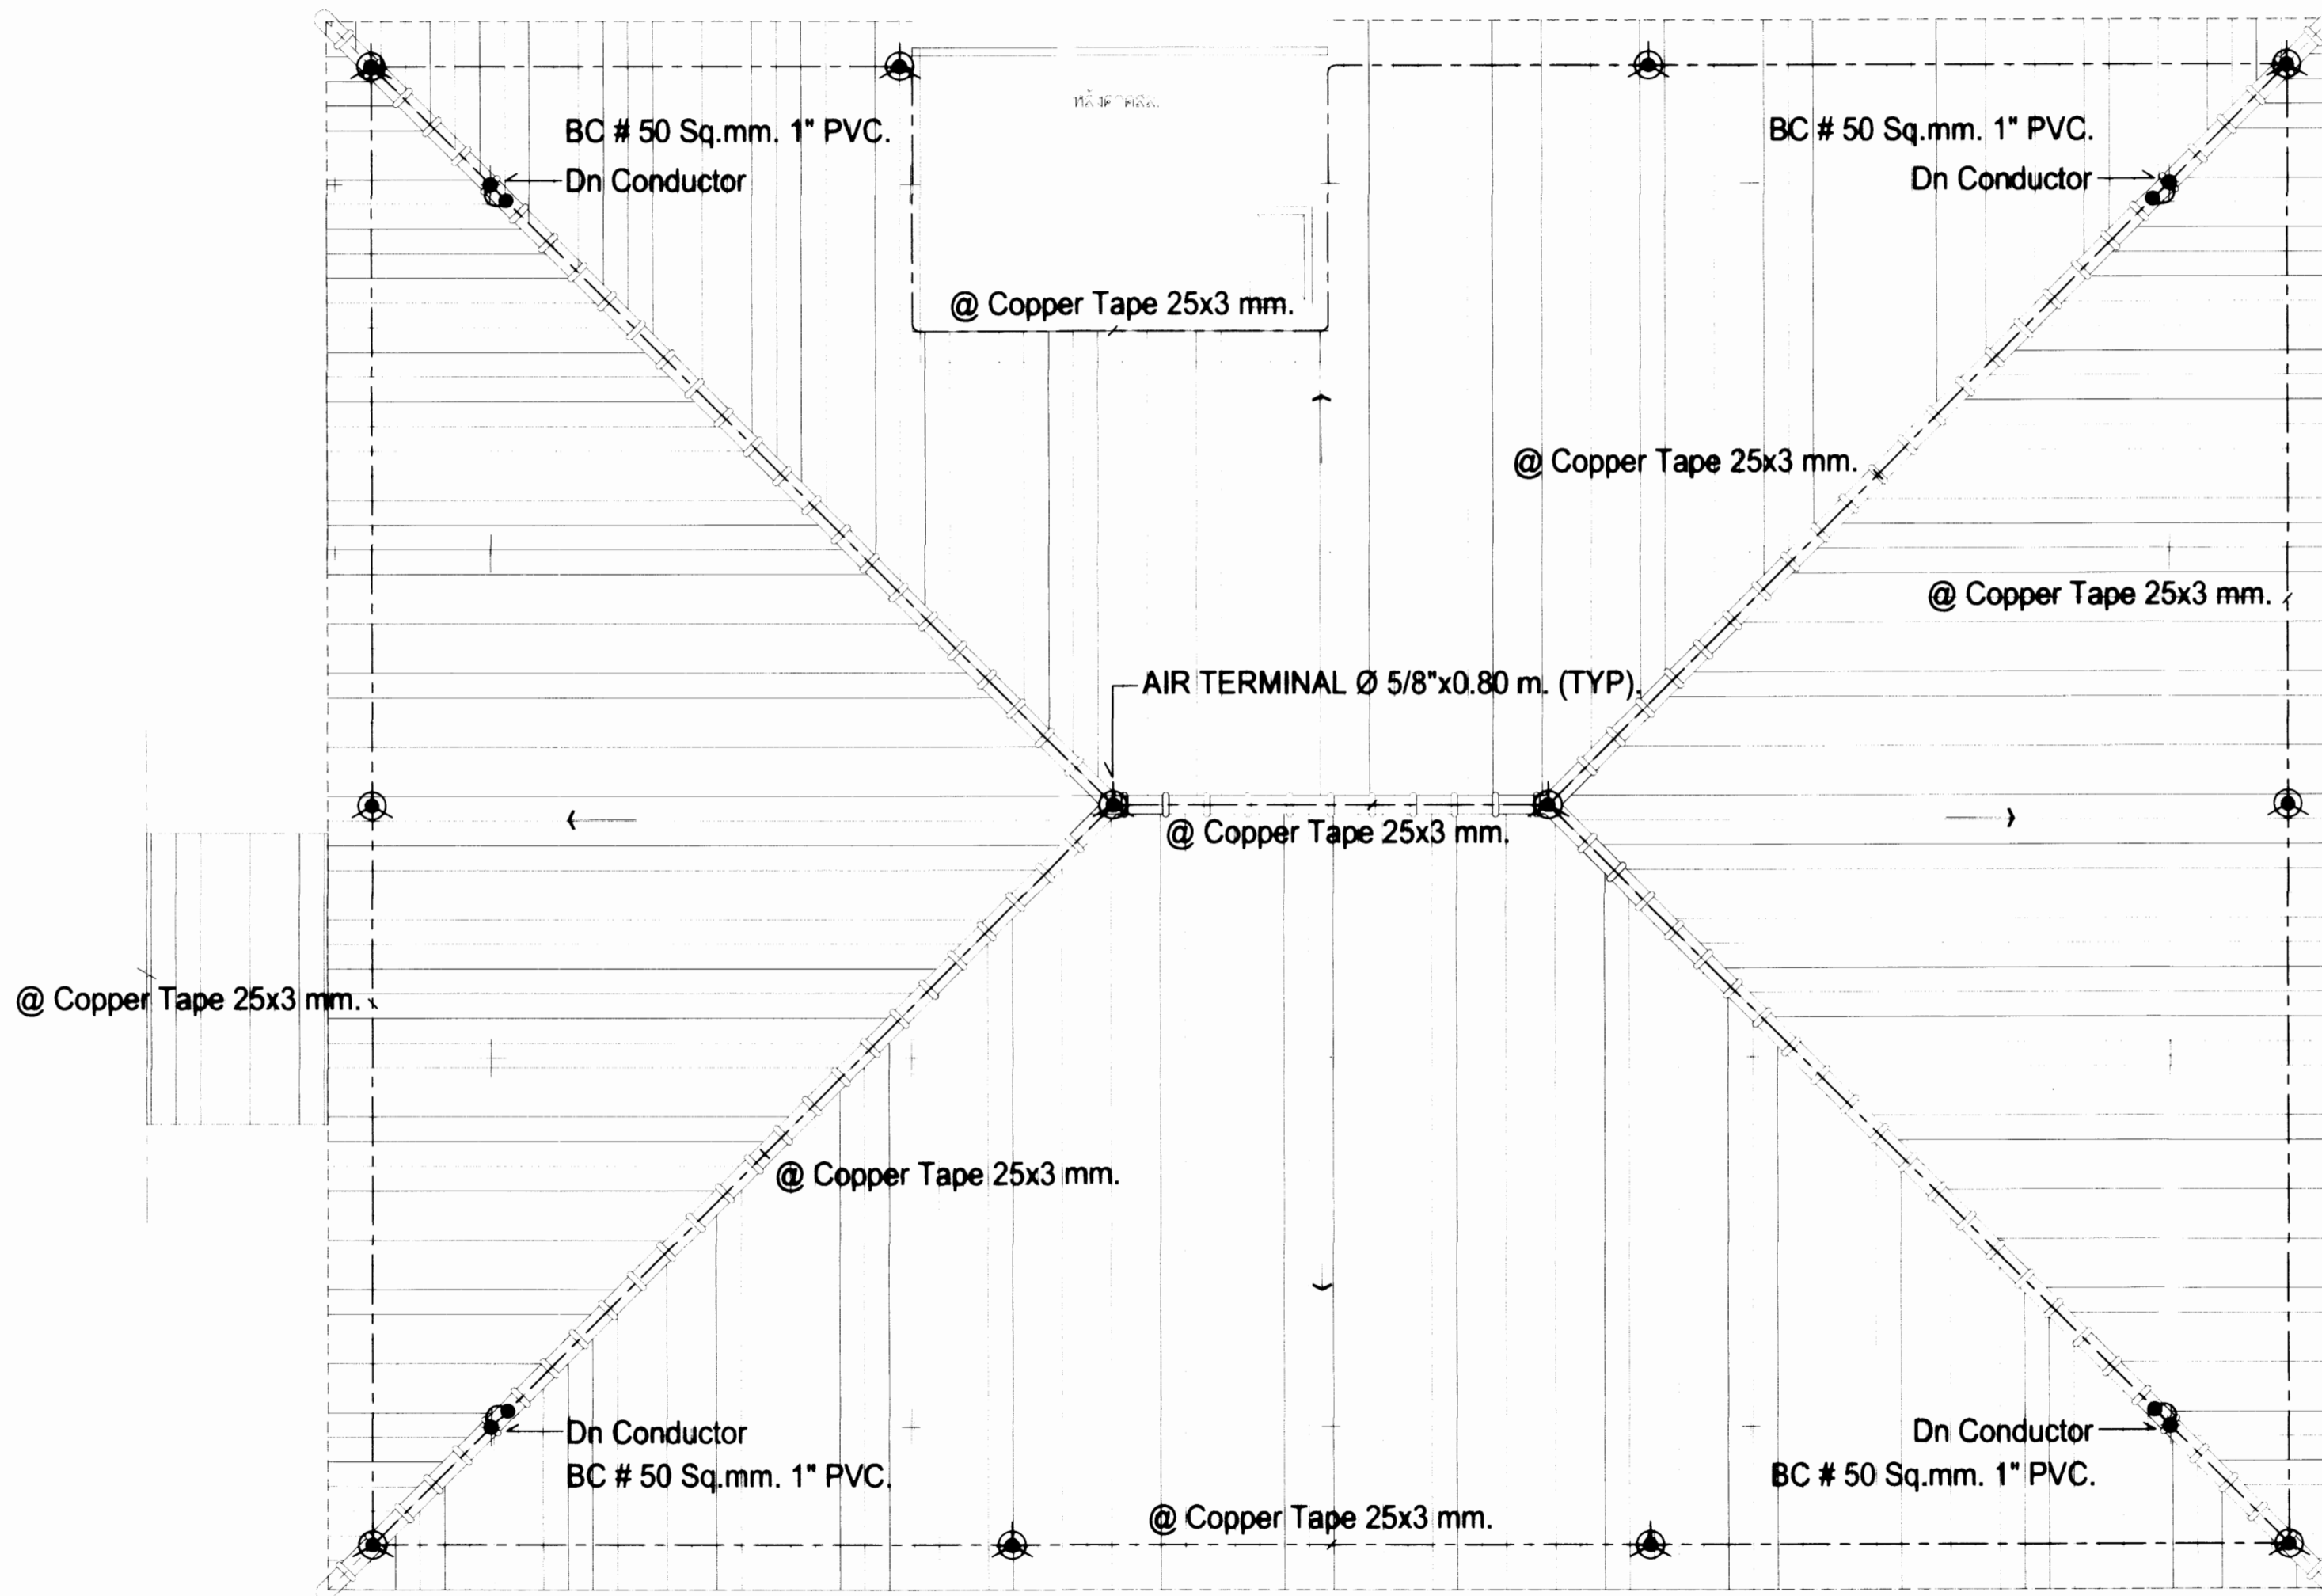 BC # 50 Sq.mm. 1" PVC.
Dn Conductor
BC # 50 Sq.mm. 1" PVC.
Dn Conductor
@ Copper Tape 25x3 mm.
@ Copper Tape 25x3 mm.
@ Copper Tape 25x3 mm.
AIR TERMINAL Ø 5/8"x0.80 m. (TYP).
@ Copper Tape 25x3 mm.
@ Copper Tape 25x3 mm.
@ Copper Tape 25x3 mm.
Dn Conductor
BC # 50 Sq.mm. 1" PVC.
Dn Conductor
BC # 50 Sq.mm. 1" PVC.
@ Copper Tape 25x3 mm.